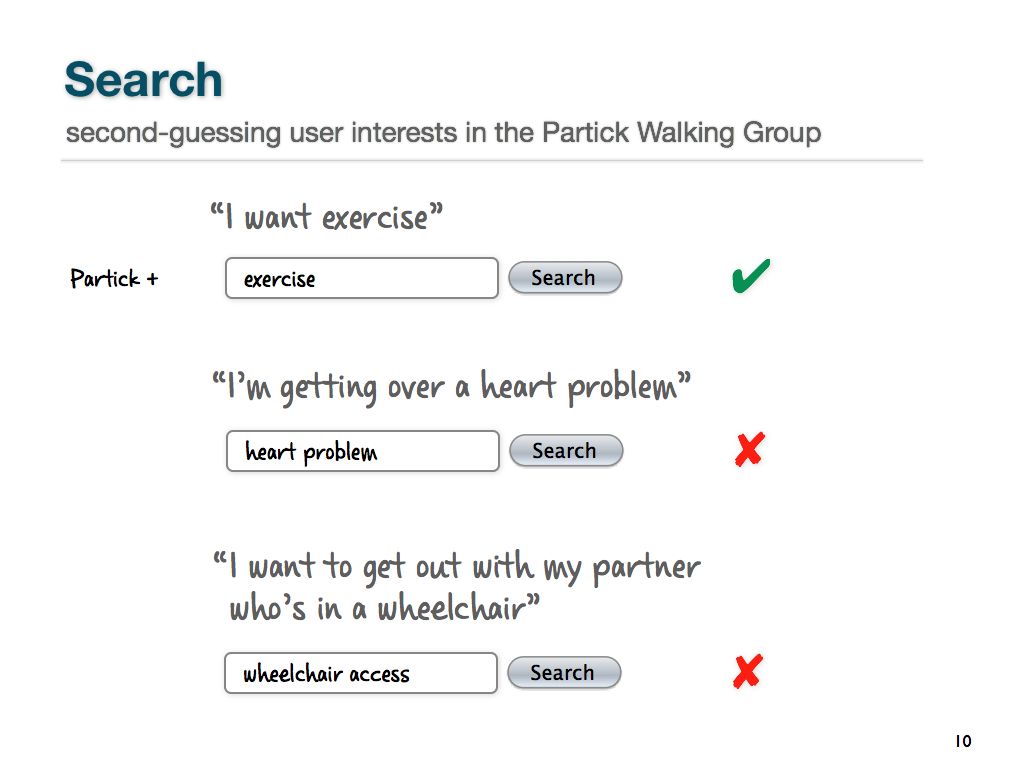 Search
second-guessing user interests in the Partick Walking Group
“I want exercise”
Partick + exercise Search ✔
“I’m getting over a heart problem”
heart problem Search ✘
“I want to get out with my partner
who’s in a wheelchair”
wheelchair access Search ✘
10